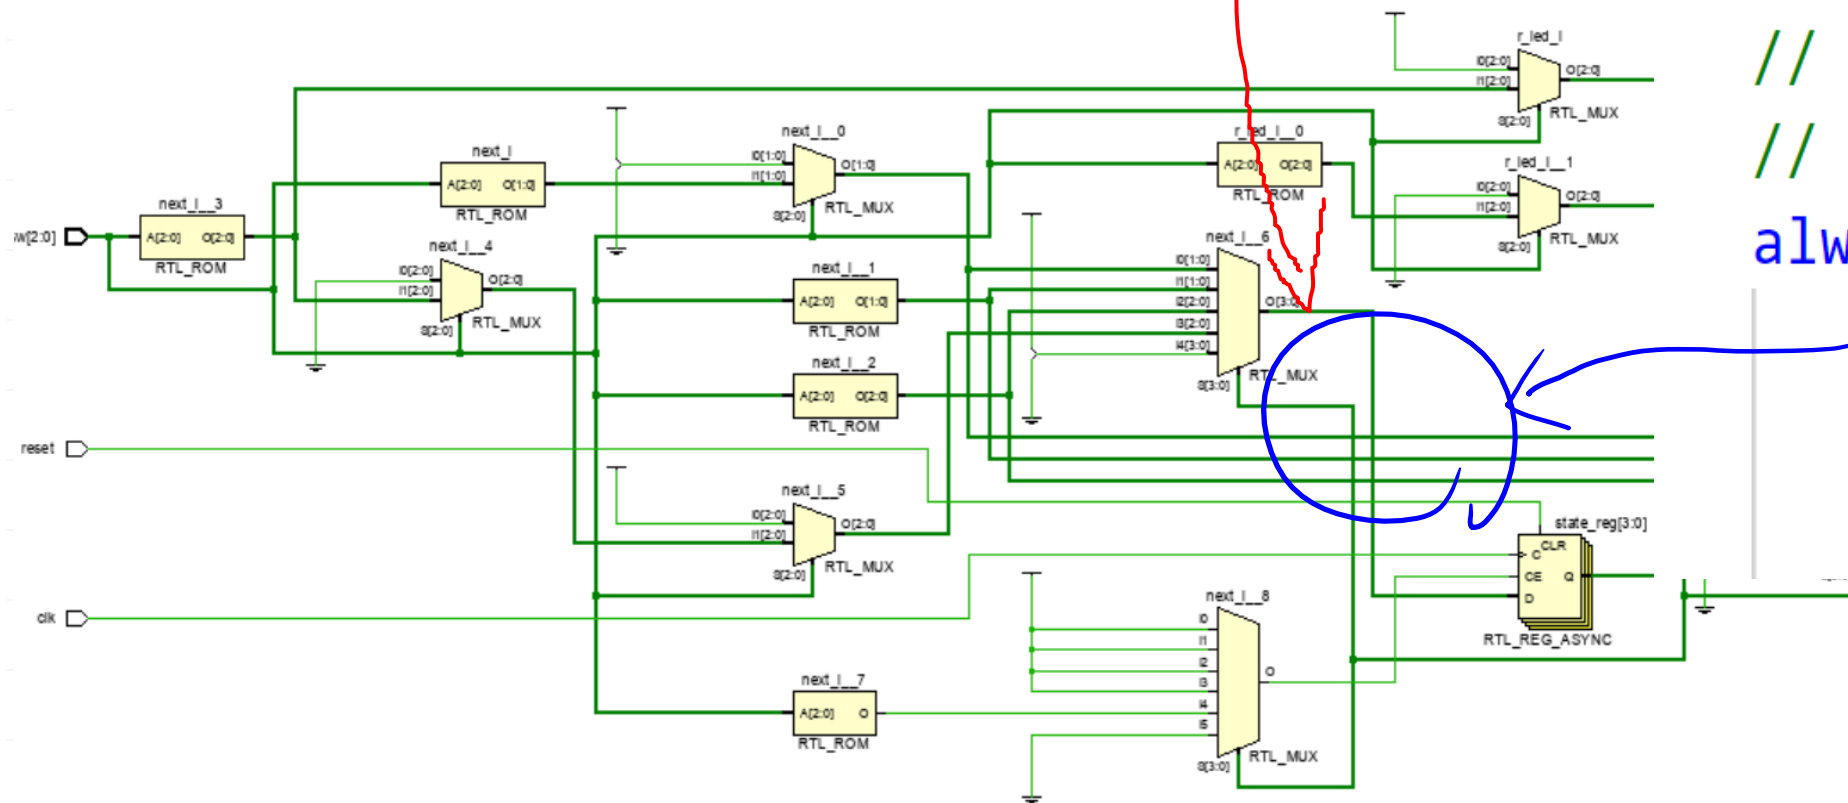 r_led_i
I0[2:0]
I1[2:0]
O[2:0]
S[2:0]
RTL_MUX
//
next_i__0
I0[1:0]
I1[1:0]
O[1:0]
S[2:0]
RTL_MUX
r_led_i__0
A[2:0] O[2:0]
RTL_ROM
//
next_i
A[2:0] O[1:0]
RTL_ROM
r_led_i__1
I0[2:0]
I1[2:0]
O[2:0]
S[2:0]
RTL_MUX
next_i__3
A[2:0] O[2:0]
RTL_ROM
w[2:0]
alw
next_i__4
I0[2:0]
I1[2:0]
O[2:0]
S[2:0]
RTL_MUX
next_i__1
A[2:0] O[1:0]
RTL_ROM
next_i__6
I0[1:0]
I1[1:0]
I2[2:0]
I3[2:0]
I4[3:0]
O[3:0]
S[3:0]
RTL_MUX
next_i__2
A[2:0] O[2:0]
RTL_ROM
reset
next_i__5
I0[2:0]
I1[2:0]
O[2:0]
S[2:0]
RTL_MUX
state_reg[3:0]
CLR
C
CE
Q
D
RTL_REG_ASYNC
clk
next_i__8
I0
I1
I2
I3
I4
I5
O
S[3:0]
RTL_MUX
next_i__7
A[2:0] O
RTL_ROM